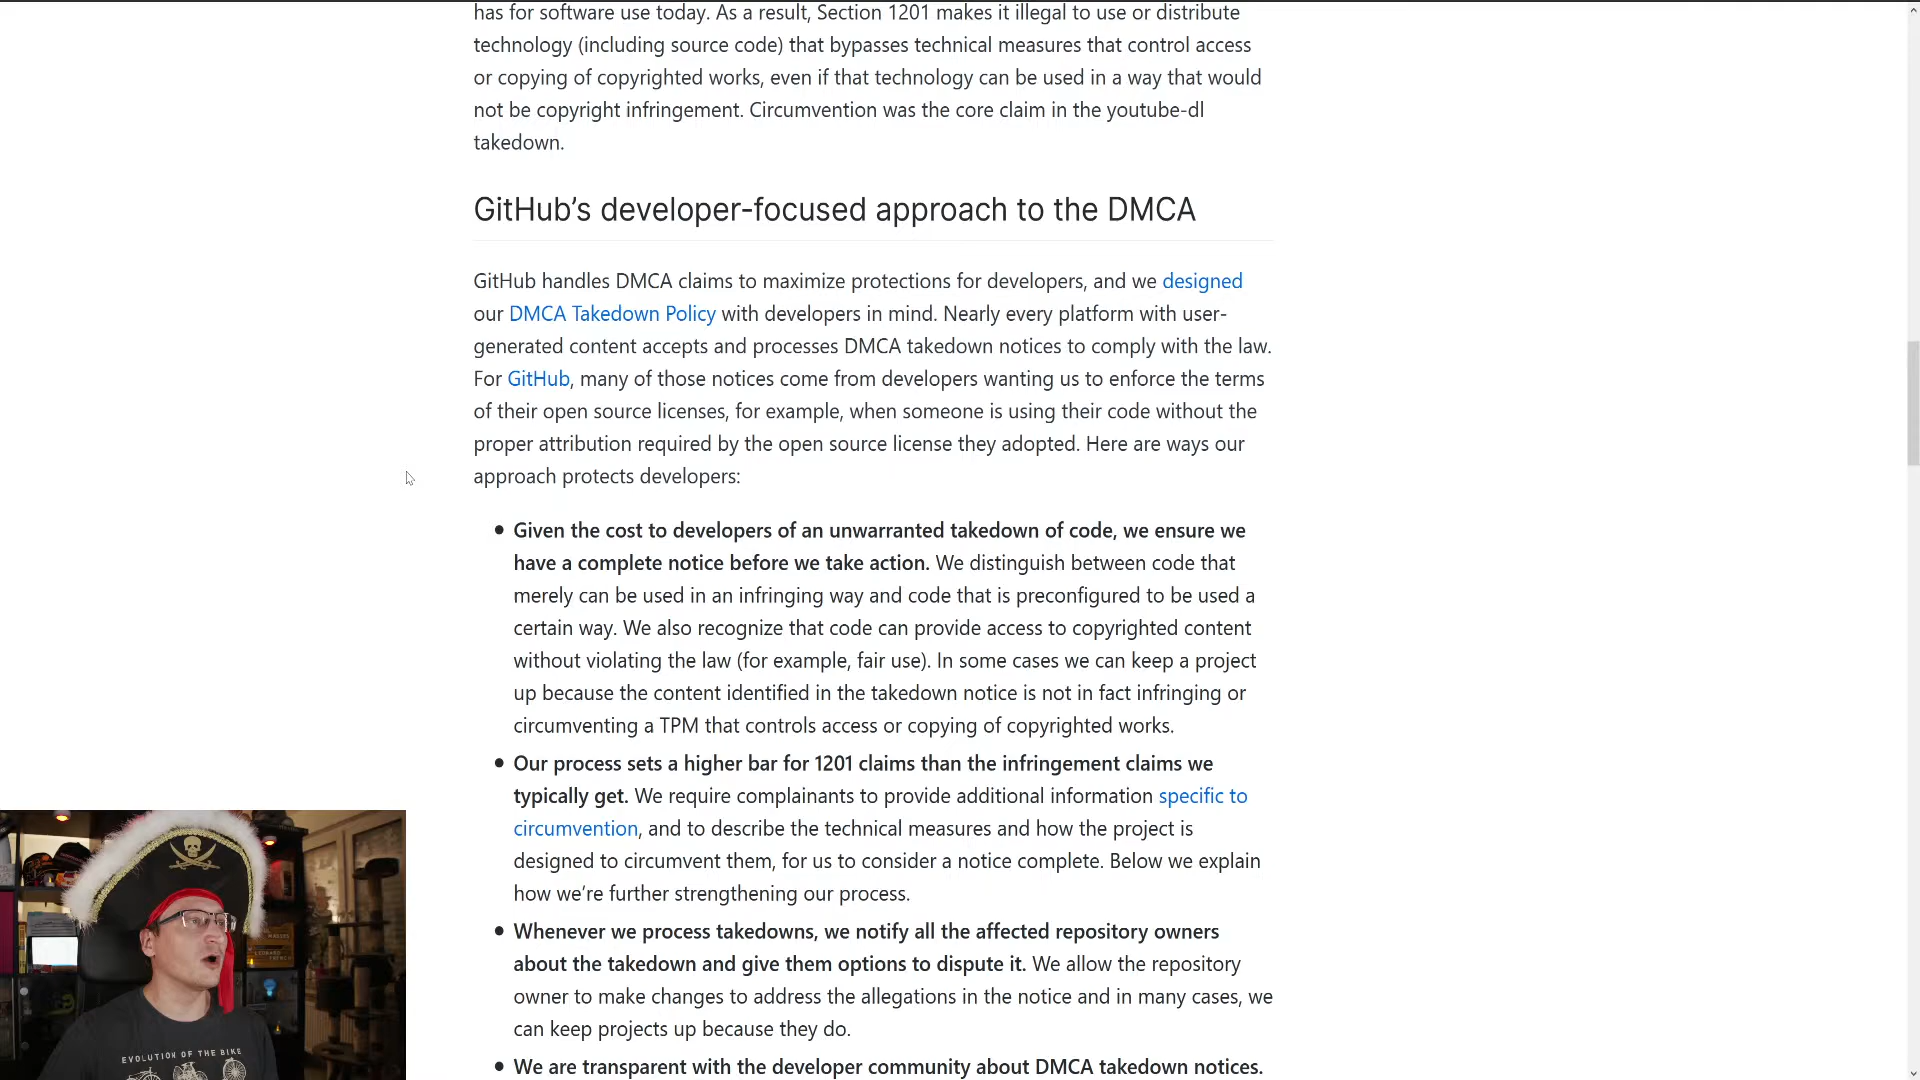 has for software use today. As a result, Section 1201 makes it illegal to use or distribute
technology (including source code) that bypasses technical measures that control access
or copying of copyrighted works, even if that technology can be used in a way that would
not be copyright infringement. Circumvention was the core claim in the youtube-dl
takedown.
GitHub’s developer-focused approach to the DMCA
GitHub handles DMCA claims to maximize protections for developers, and we designed
our DMCA Takedown Policy with developers in mind. Nearly every platform with user-
generated content accepts and processes DMCA takedown notices to comply with the law.
For GitHub, many of those notices come from developers wanting us to enforce the terms
of their open source licenses, for example, when someone is using their code without the
proper attribution required by the open source license they adopted. Here are ways our
approach protects developers:
• Given the cost to developers of an unwarranted takedown of code, we ensure we
have a complete notice before we take action. We distinguish between code that
merely can be used in an infringing way and code that is preconfigured to be used a
certain way. We also recognize that code can provide access to copyrighted content
without violating the law (for example, fair use). In some cases we can keep a project
up because the content identified in the takedown notice is not in fact infringing or
circumventing a TPM that controls access or copying of copyrighted works.
• Our process sets a higher bar for 1201 claims than the infringement claims we
typically get. We require complainants to provide additional information specific to
circumvention, and to describe the technical measures and how the project is
designed to circumvent them, for us to consider a notice complete. Below we explain
how we’re further strengthening our process.
• Whenever we process takedowns, we notify all the affected repository owners
about the takedown and give them options to dispute it. We allow the repository
owner to make changes to address the allegations in the notice and in many cases, we
can keep projects up because they do.
• We are transparent with the developer community about DMCA takedown notices.
EVOLUTION OF THE BIKE